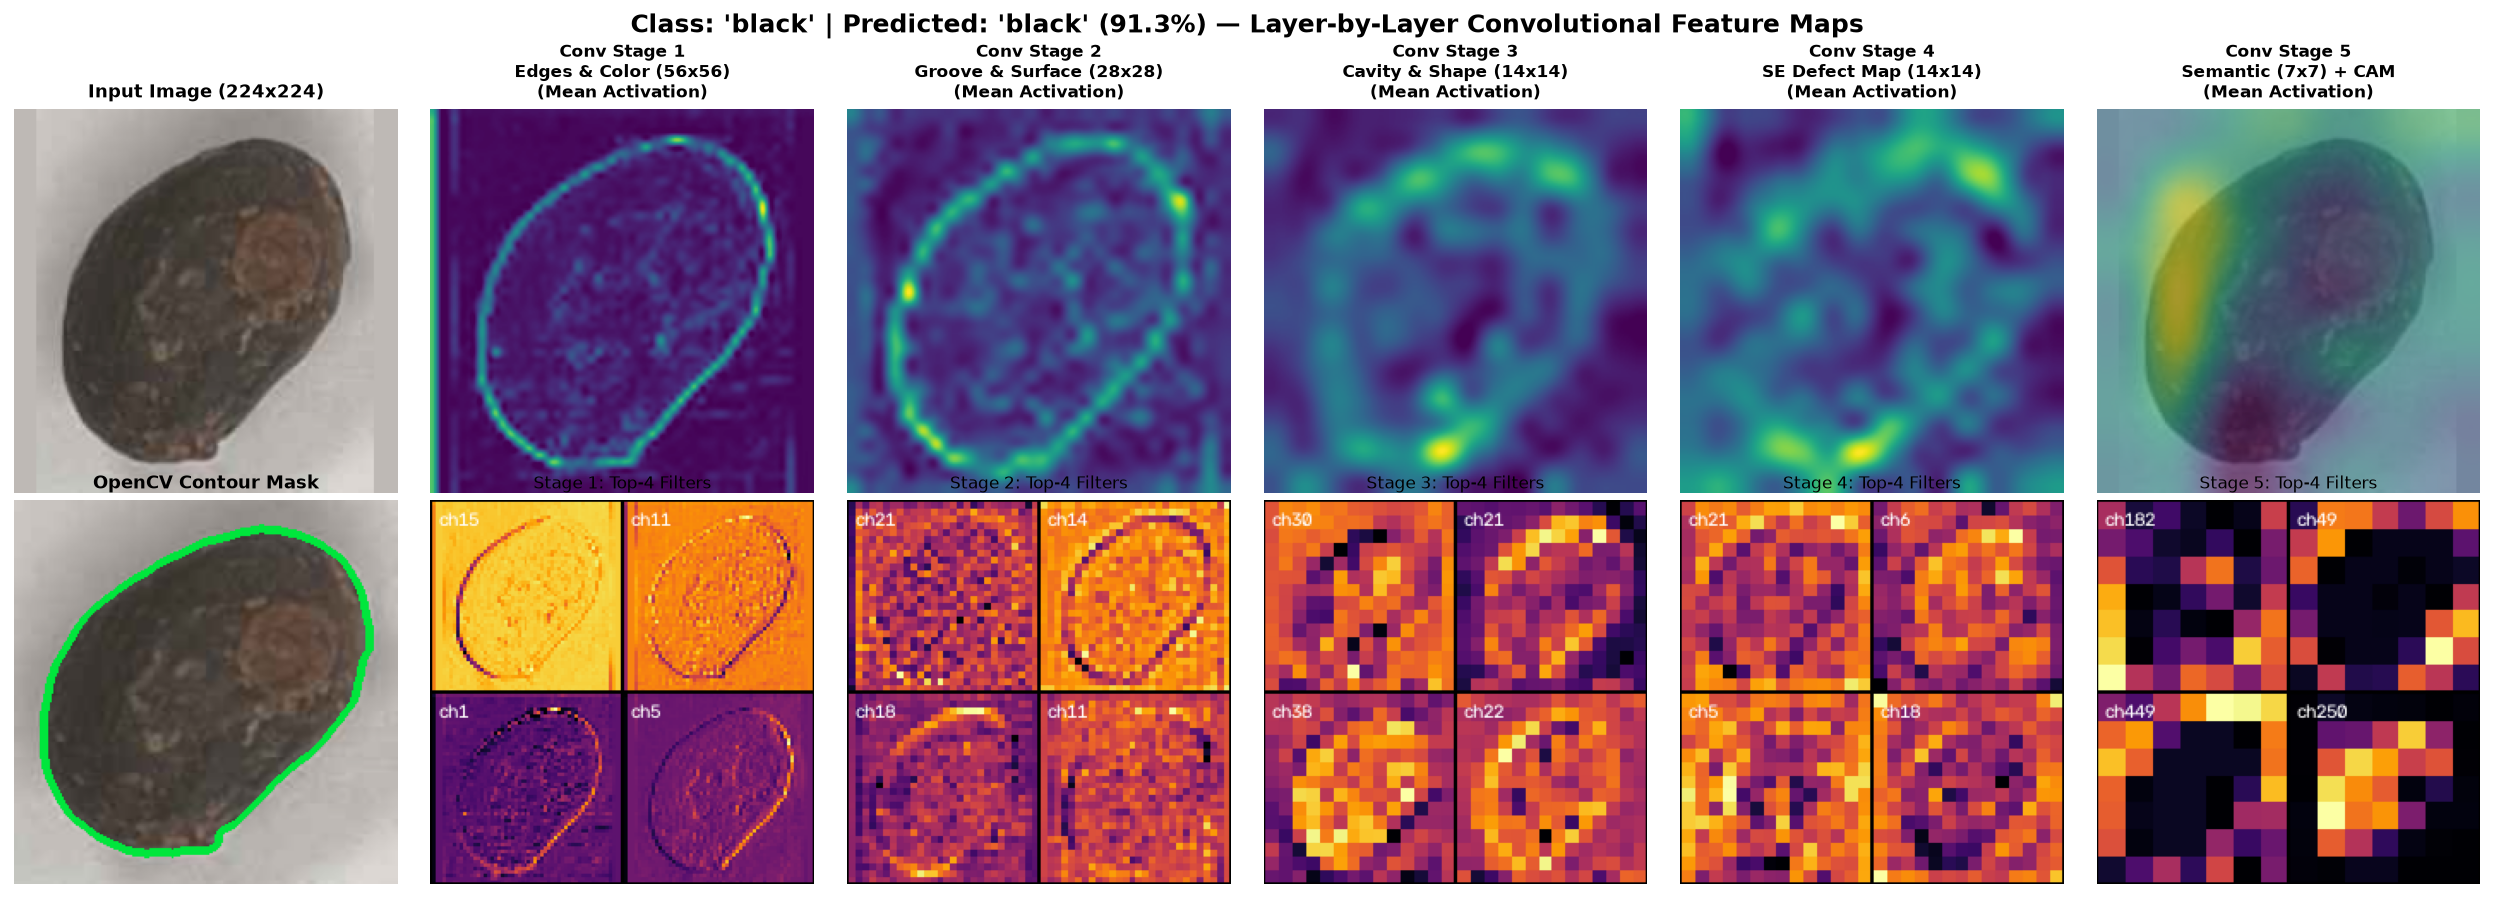 Class: 'black' | Predicted: 'black' (91.3%) — Layer-by-Layer Convolutional Feature Maps
Input Image (224x224)
Conv Stage 1
Edges & Color (56x56)
(Mean Activation)
Conv Stage 2
Groove & Surface (28x28)
(Mean Activation)
Conv Stage 3
Cavity & Shape (14x14)
(Mean Activation)
Conv Stage 4
SE Defect Map (14x14)
(Mean Activation)
Conv Stage 5
Semantic (7x7) + CAM
(Mean Activation)
OpenCV Contour Mask
Stage 1: Top-4 Filters
Stage 2: Top-4 Filters
Stage 3: Top-4 Filters
Stage 4: Top-4 Filters
Stage 5: Top-4 Filters
ch15 ch11
ch1 ch5
ch21 ch14
ch18 ch11
ch30 ch21
ch38 ch22
ch21 ch6
ch5 ch18
ch182 ch49
ch449 ch250